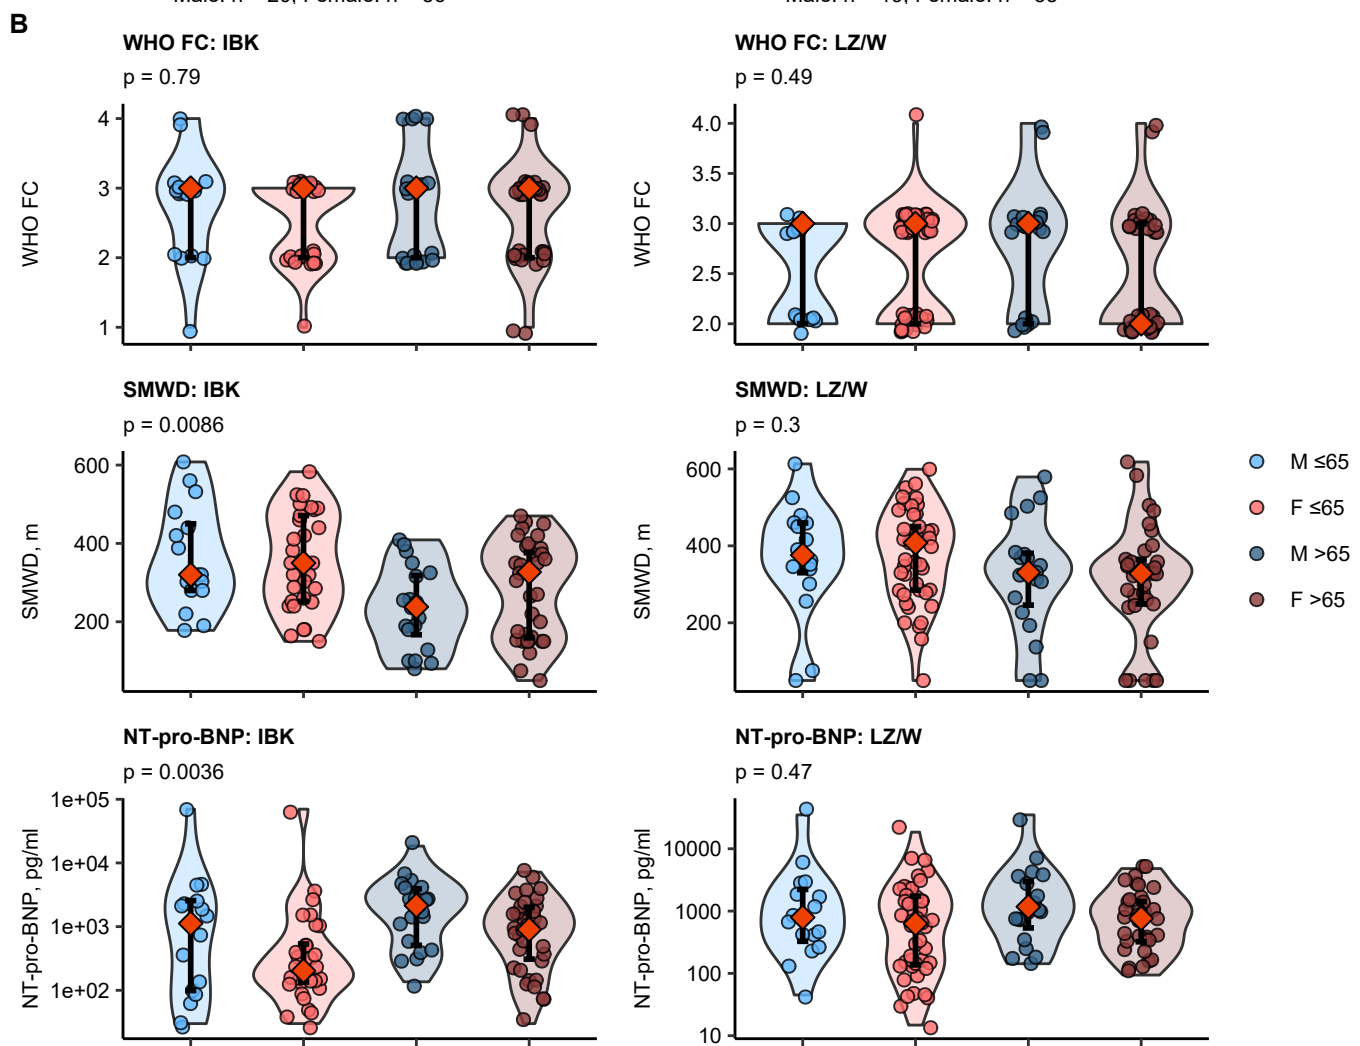 B
WHO FC: IBK
p = 0.79
WHO FC
4
3
2
1
WHO FC: LZ/W
p = 0.49
WHO FC
4.0
3.5
3.0
2.5
2.0
SMWD: IBK
p = 0.0086
SMWD, m
600
400
200
SMWD: LZ/W
p = 0.3
SMWD, m
600
400
200
M ≤65
F ≤65
M >65
F >65
NT-pro-BNP: IBK
p = 0.0036
NT-pro-BNP, pg/ml
1e+05
1e+04
1e+03
1e+02
NT-pro-BNP: LZ/W
p = 0.47
NT-pro-BNP, pg/ml
10000
1000
100
10